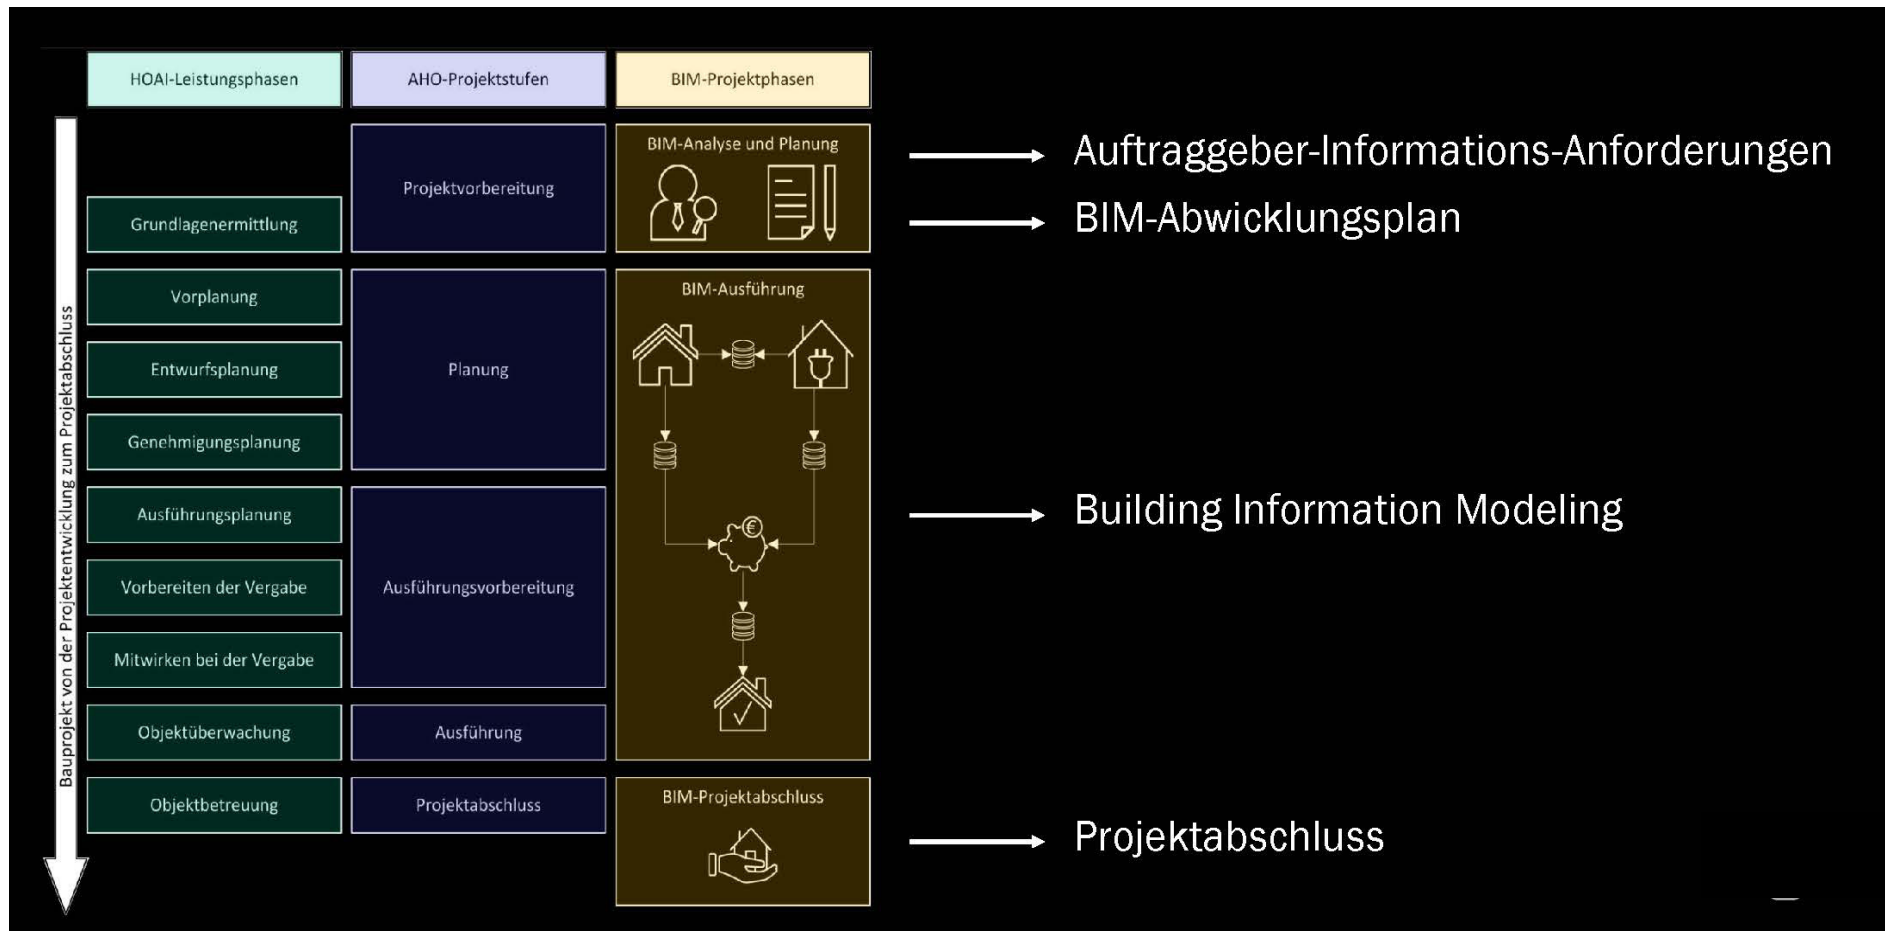 HOAI-Leistungsphasen
AHO-Projektstufen
BIM-Projektphasen
Bauprojekt von der Projektentwicklung zum Projektabschluss
Grundlagenermittlung
Vorplanung
Entwurfsplanung
Genehmigungsplanung
Ausführungsplanung
Vorbereiten der Vergabe
Mitwirken bei der Vergabe
Objektüberwachung
Objektbetreuung
Projektvorbereitung
Planung
Ausführungsvorbereitung
Ausführung
Projektabschluss
BIM-Analyse und Planung
BIM-Ausführung
€
BIM-Projektabschluss
Auftraggeber-Informations-Anforderungen
BIM-Abwicklungsplan
Building Information Modeling
Projektabschluss